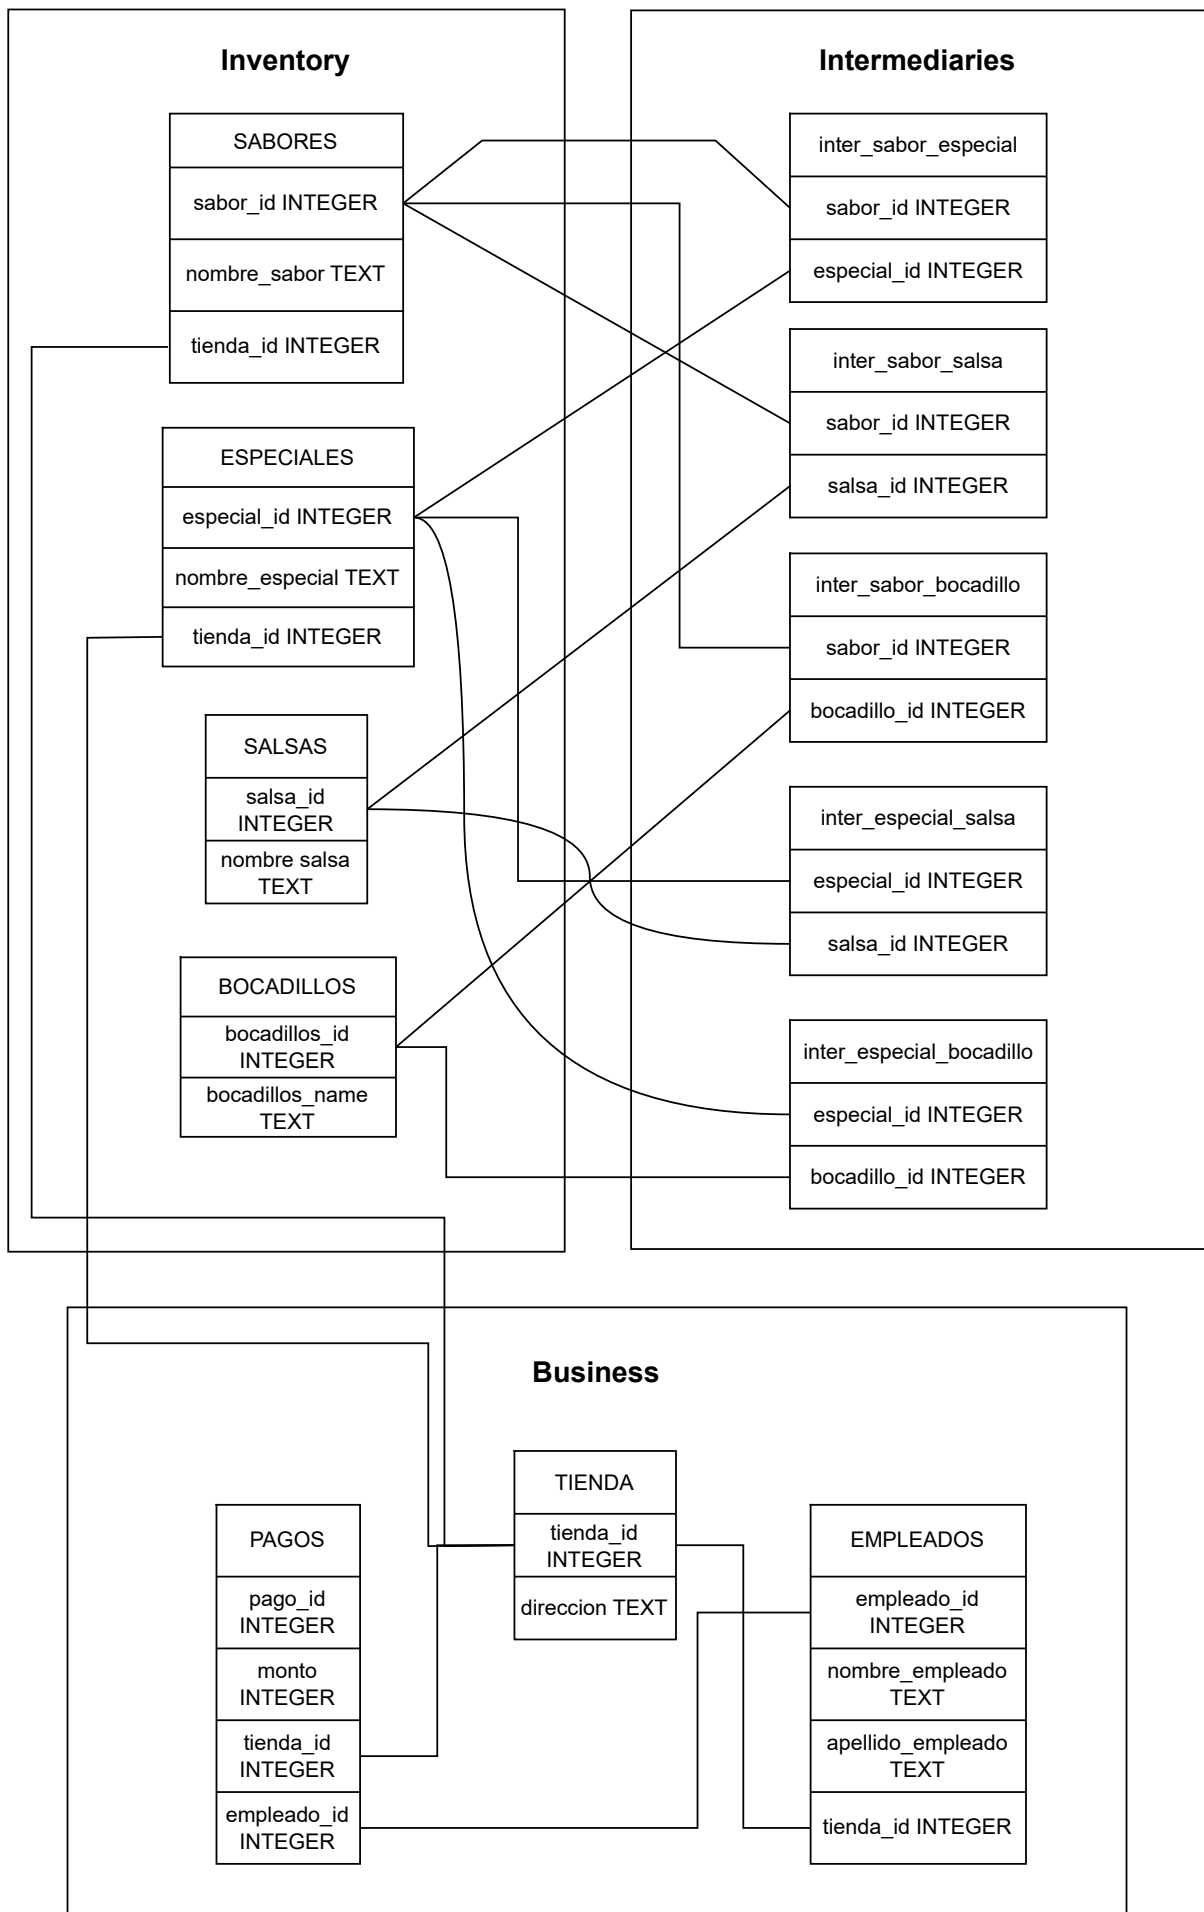 Inventory
SABORES
sabor_id INTEGER
nombre_sabor TEXT
tienda_id INTEGER
ESPECIALES
especial_id INTEGER
nombre_especial TEXT
tienda_id INTEGER
SALSAS
salsa_id
INTEGER
nombre salsa
TEXT
BOCADILLOS
bocadillos_id
INTEGER
bocadillos_name
TEXT
Intermediaries
inter_sabor_especial
sabor_id INTEGER
especial_id INTEGER
inter_sabor_salsa
sabor_id INTEGER
salsa_id INTEGER
inter_sabor_bocadillo
sabor_id INTEGER
bocadillo_id INTEGER
inter_especial_salsa
especial_id INTEGER
salsa_id INTEGER
inter_especial_bocadillo
especial_id INTEGER
bocadillo_id INTEGER
Business
PAGOS
pago_id
INTEGER
monto
INTEGER
tienda_id
INTEGER
empleado_id
INTEGER
TIENDA
tienda_id
INTEGER
direccion TEXT
EMPLEADOS
empleado_id
INTEGER
nombre_empleado
TEXT
apellido_empleado
TEXT
tienda_id INTEGER